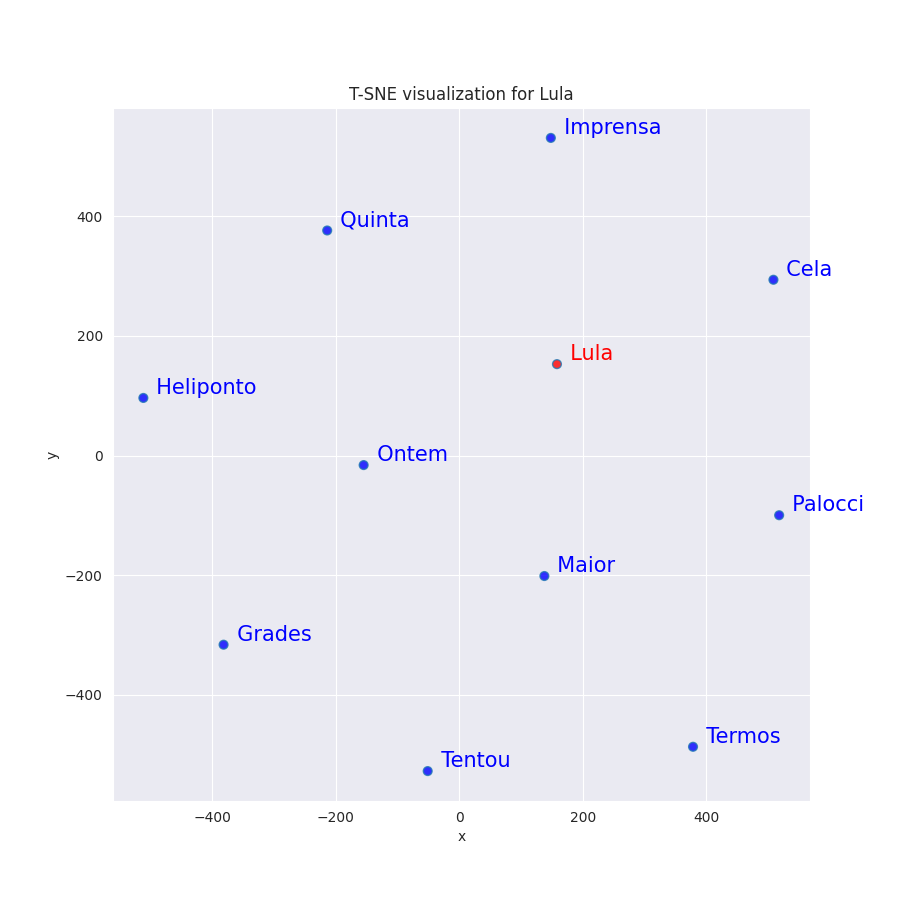 T-SNE visualization for Lula
Imprensa
Quinta
Cela
Lula
Heliponto
Ontem
Palocci
Maior
Grades
Termos
Tentou
400
200
0
−200
−400
y
−400
−200
0
200
400
x